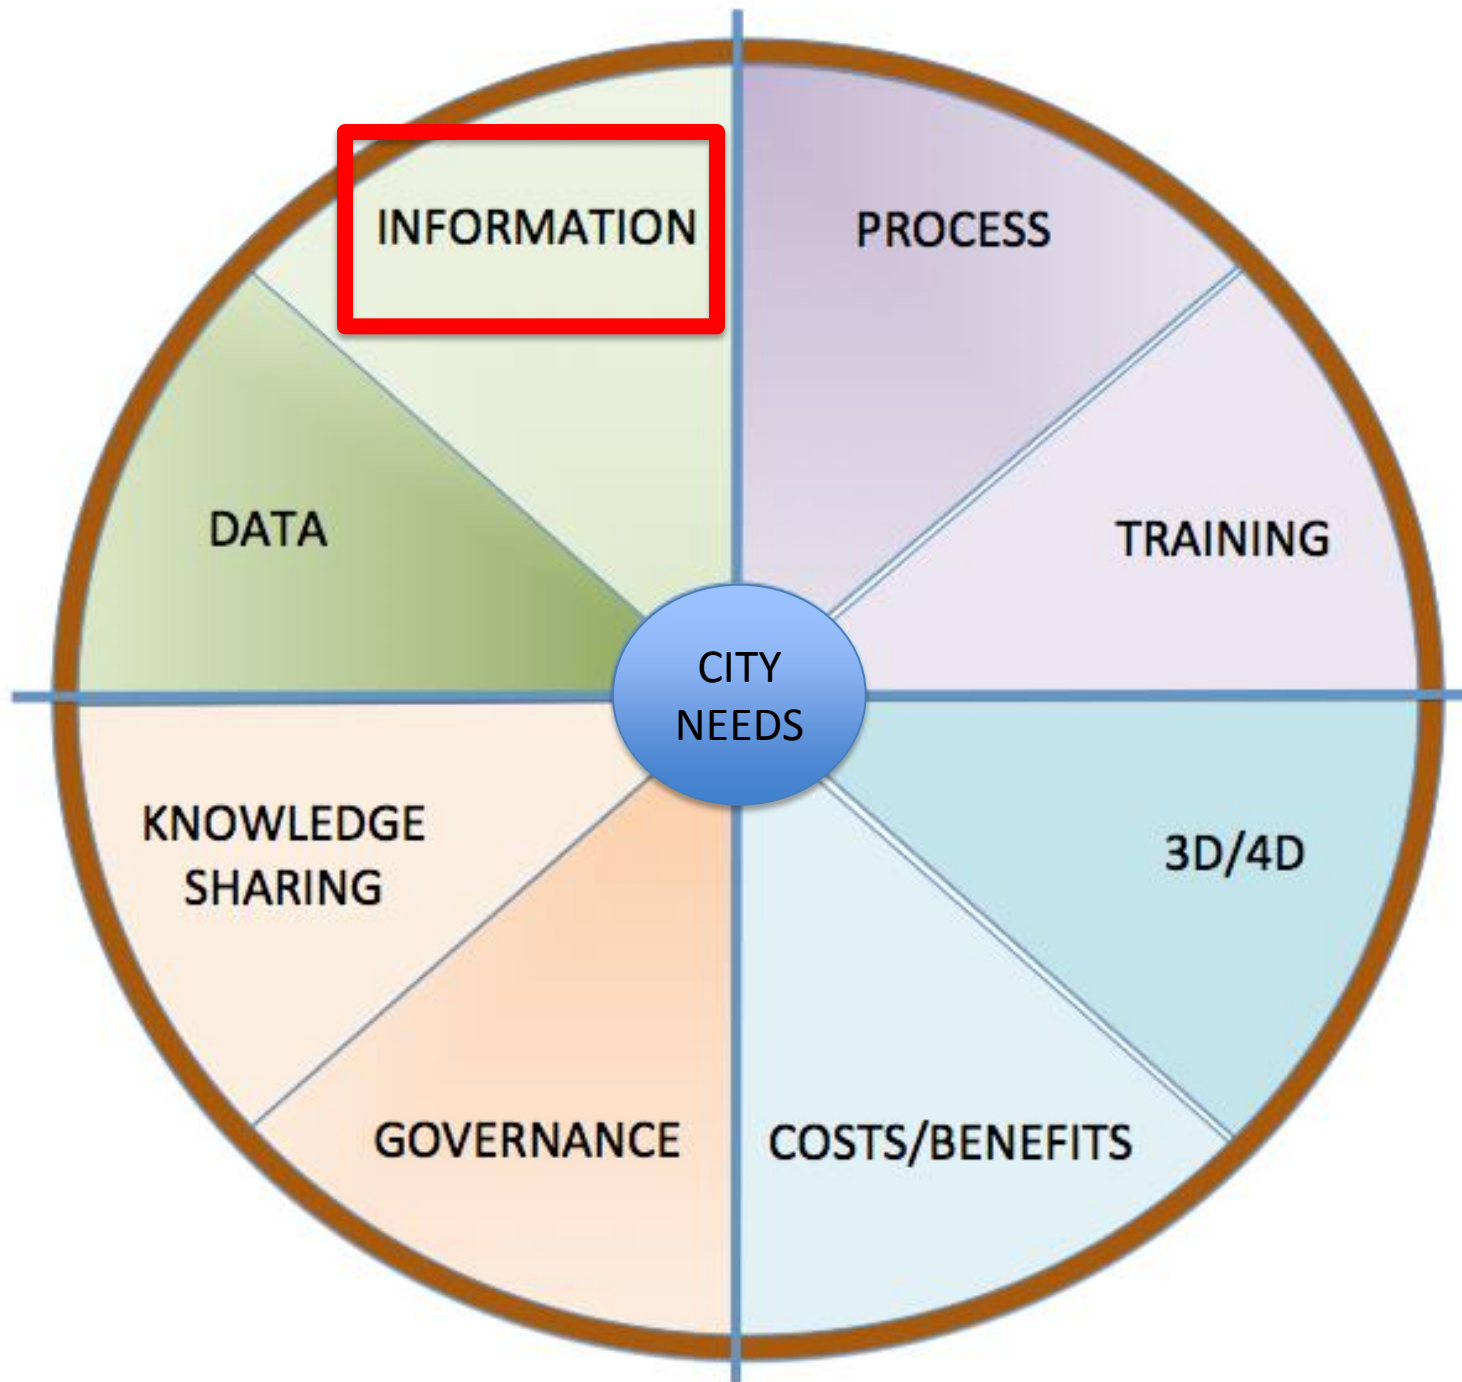 INFORMATION
PROCESS
DATA
TRAINING
CITY
NEEDS
KNOWLEDGE
SHARING
3D/4D
GOVERNANCE
COSTS/BENEFITS